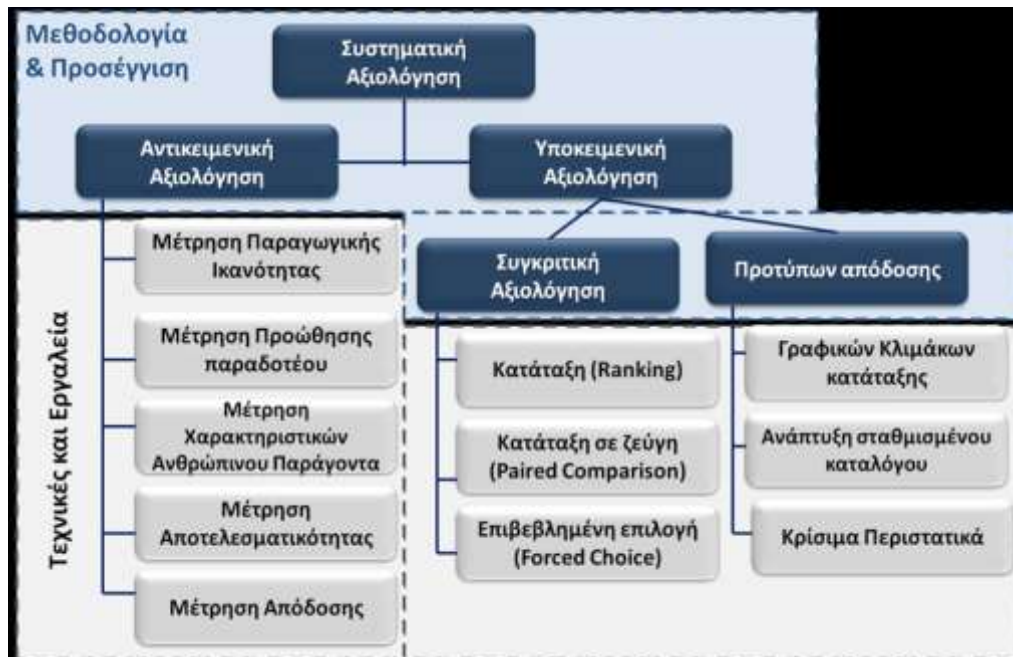 Μεθοδολογία
& Προσέγγιση
Συστηματική
Αξιολόγηση
Αντικειμενική
Αξιολόγηση
Υποκειμενική
Αξιολόγηση
Συγκριτική
Αξιολόγηση
Προτύπων απόδοσης
Τεχνικές και Εργαλεία
Μέτρηση Παραγωγικής
Ικανότητας
Μέτρηση Προώθησης
παραδοτέου
Μέτρηση
Χαρακτηριστικών
Ανθρώπινου Παράγοντα
Μέτρηση
Αποτελεσματικότητας
Μέτρηση Απόδοσης
Κατάταξη (Ranking)
Κατάταξη σε ζεύγη
(Paired Comparison)
Επιβεβλημένη επιλογή
(Forced Choice)
Γραφικών Κλιμάκων
κατάταξης
Ανάπτυξη σταθμισμένου
καταλόγου
Κρίσιμα Περιστατικά